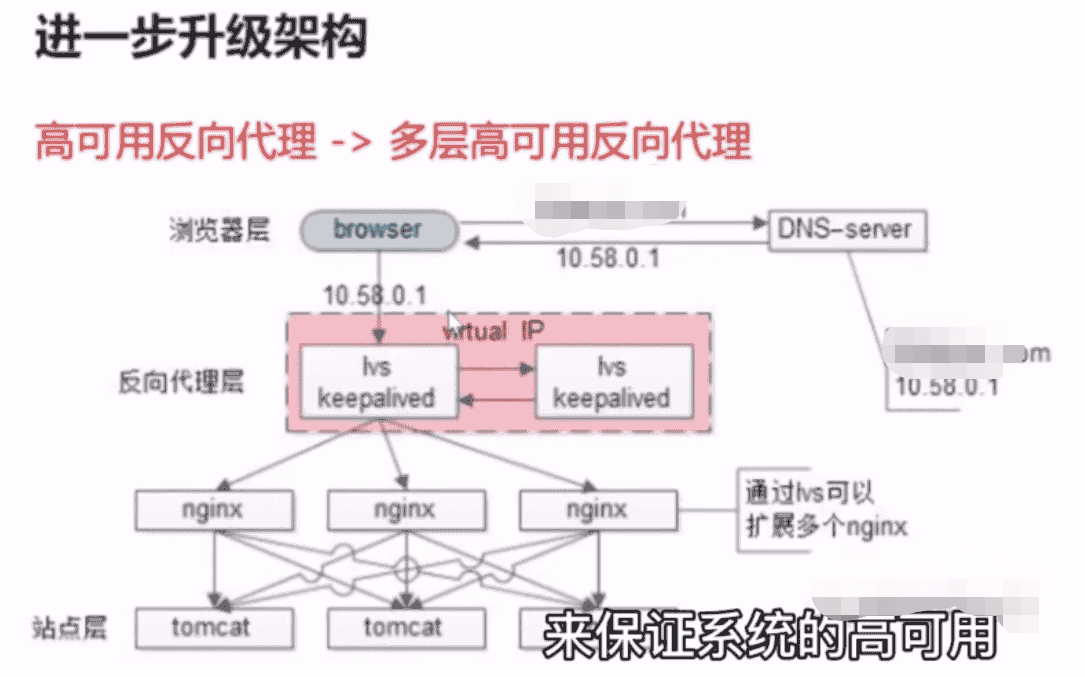 进一步升级架构
高可用反向代理 -> 多层高可用反向代理
浏览器层
browser
DNS-server
10.58.0.1
10.58.0.1
virtual IP
om
10.58.0.1
反向代理层
lvs
keepalived
lvs
keepalived
nginx
nginx
nginx
通过lvs可以
扩展多个nginx
站点层
tomcat
tomcat
来保证系统的高可用